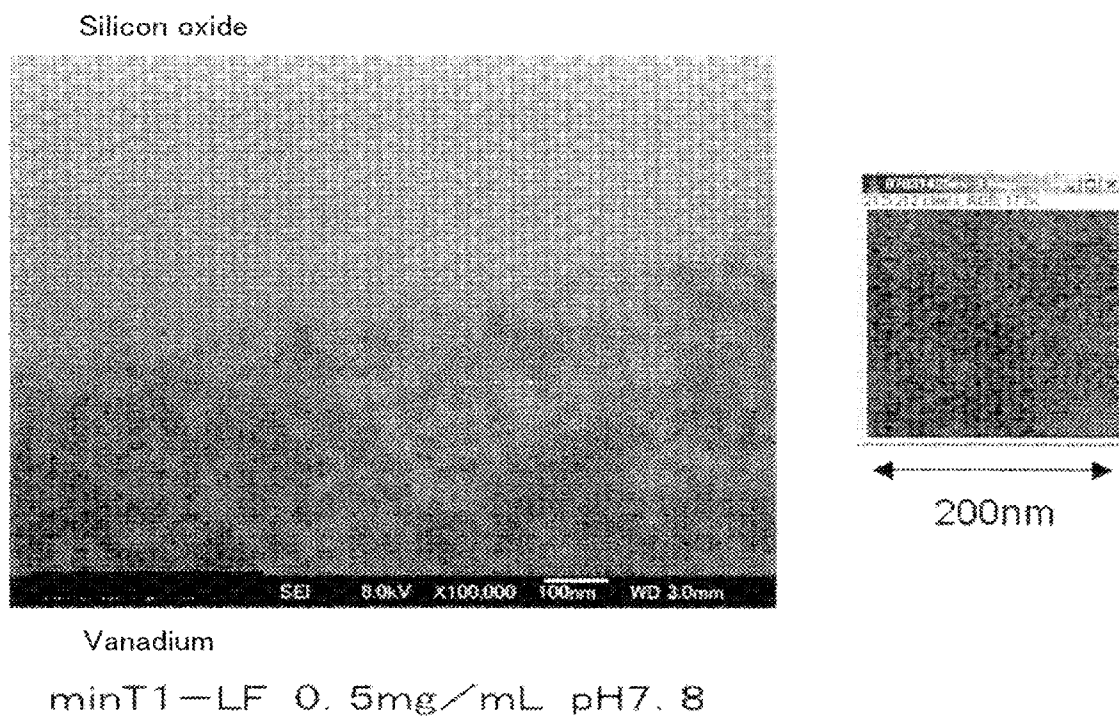 Silicon oxide
SEI 8.0kV X100,000 100nm WD 3.0mm
200nm
Vanadium
minT1-LF 0. 5mg/mL pH7. 8